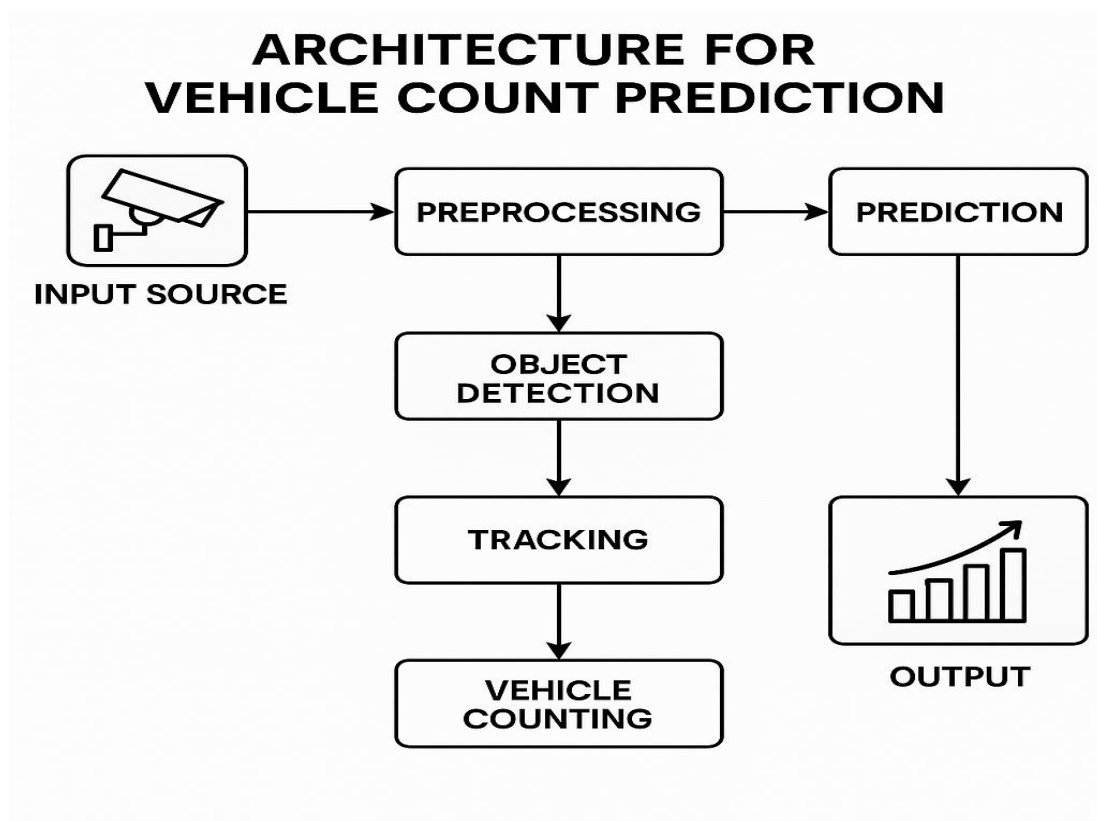 ARCHITECTURE FOR
VEHICLE COUNT PREDICTION
INPUT SOURCE
PREPROCESSING
PREDICTION
OBJECT
DETECTION
TRACKING
VEHICLE
COUNTING
OUTPUT